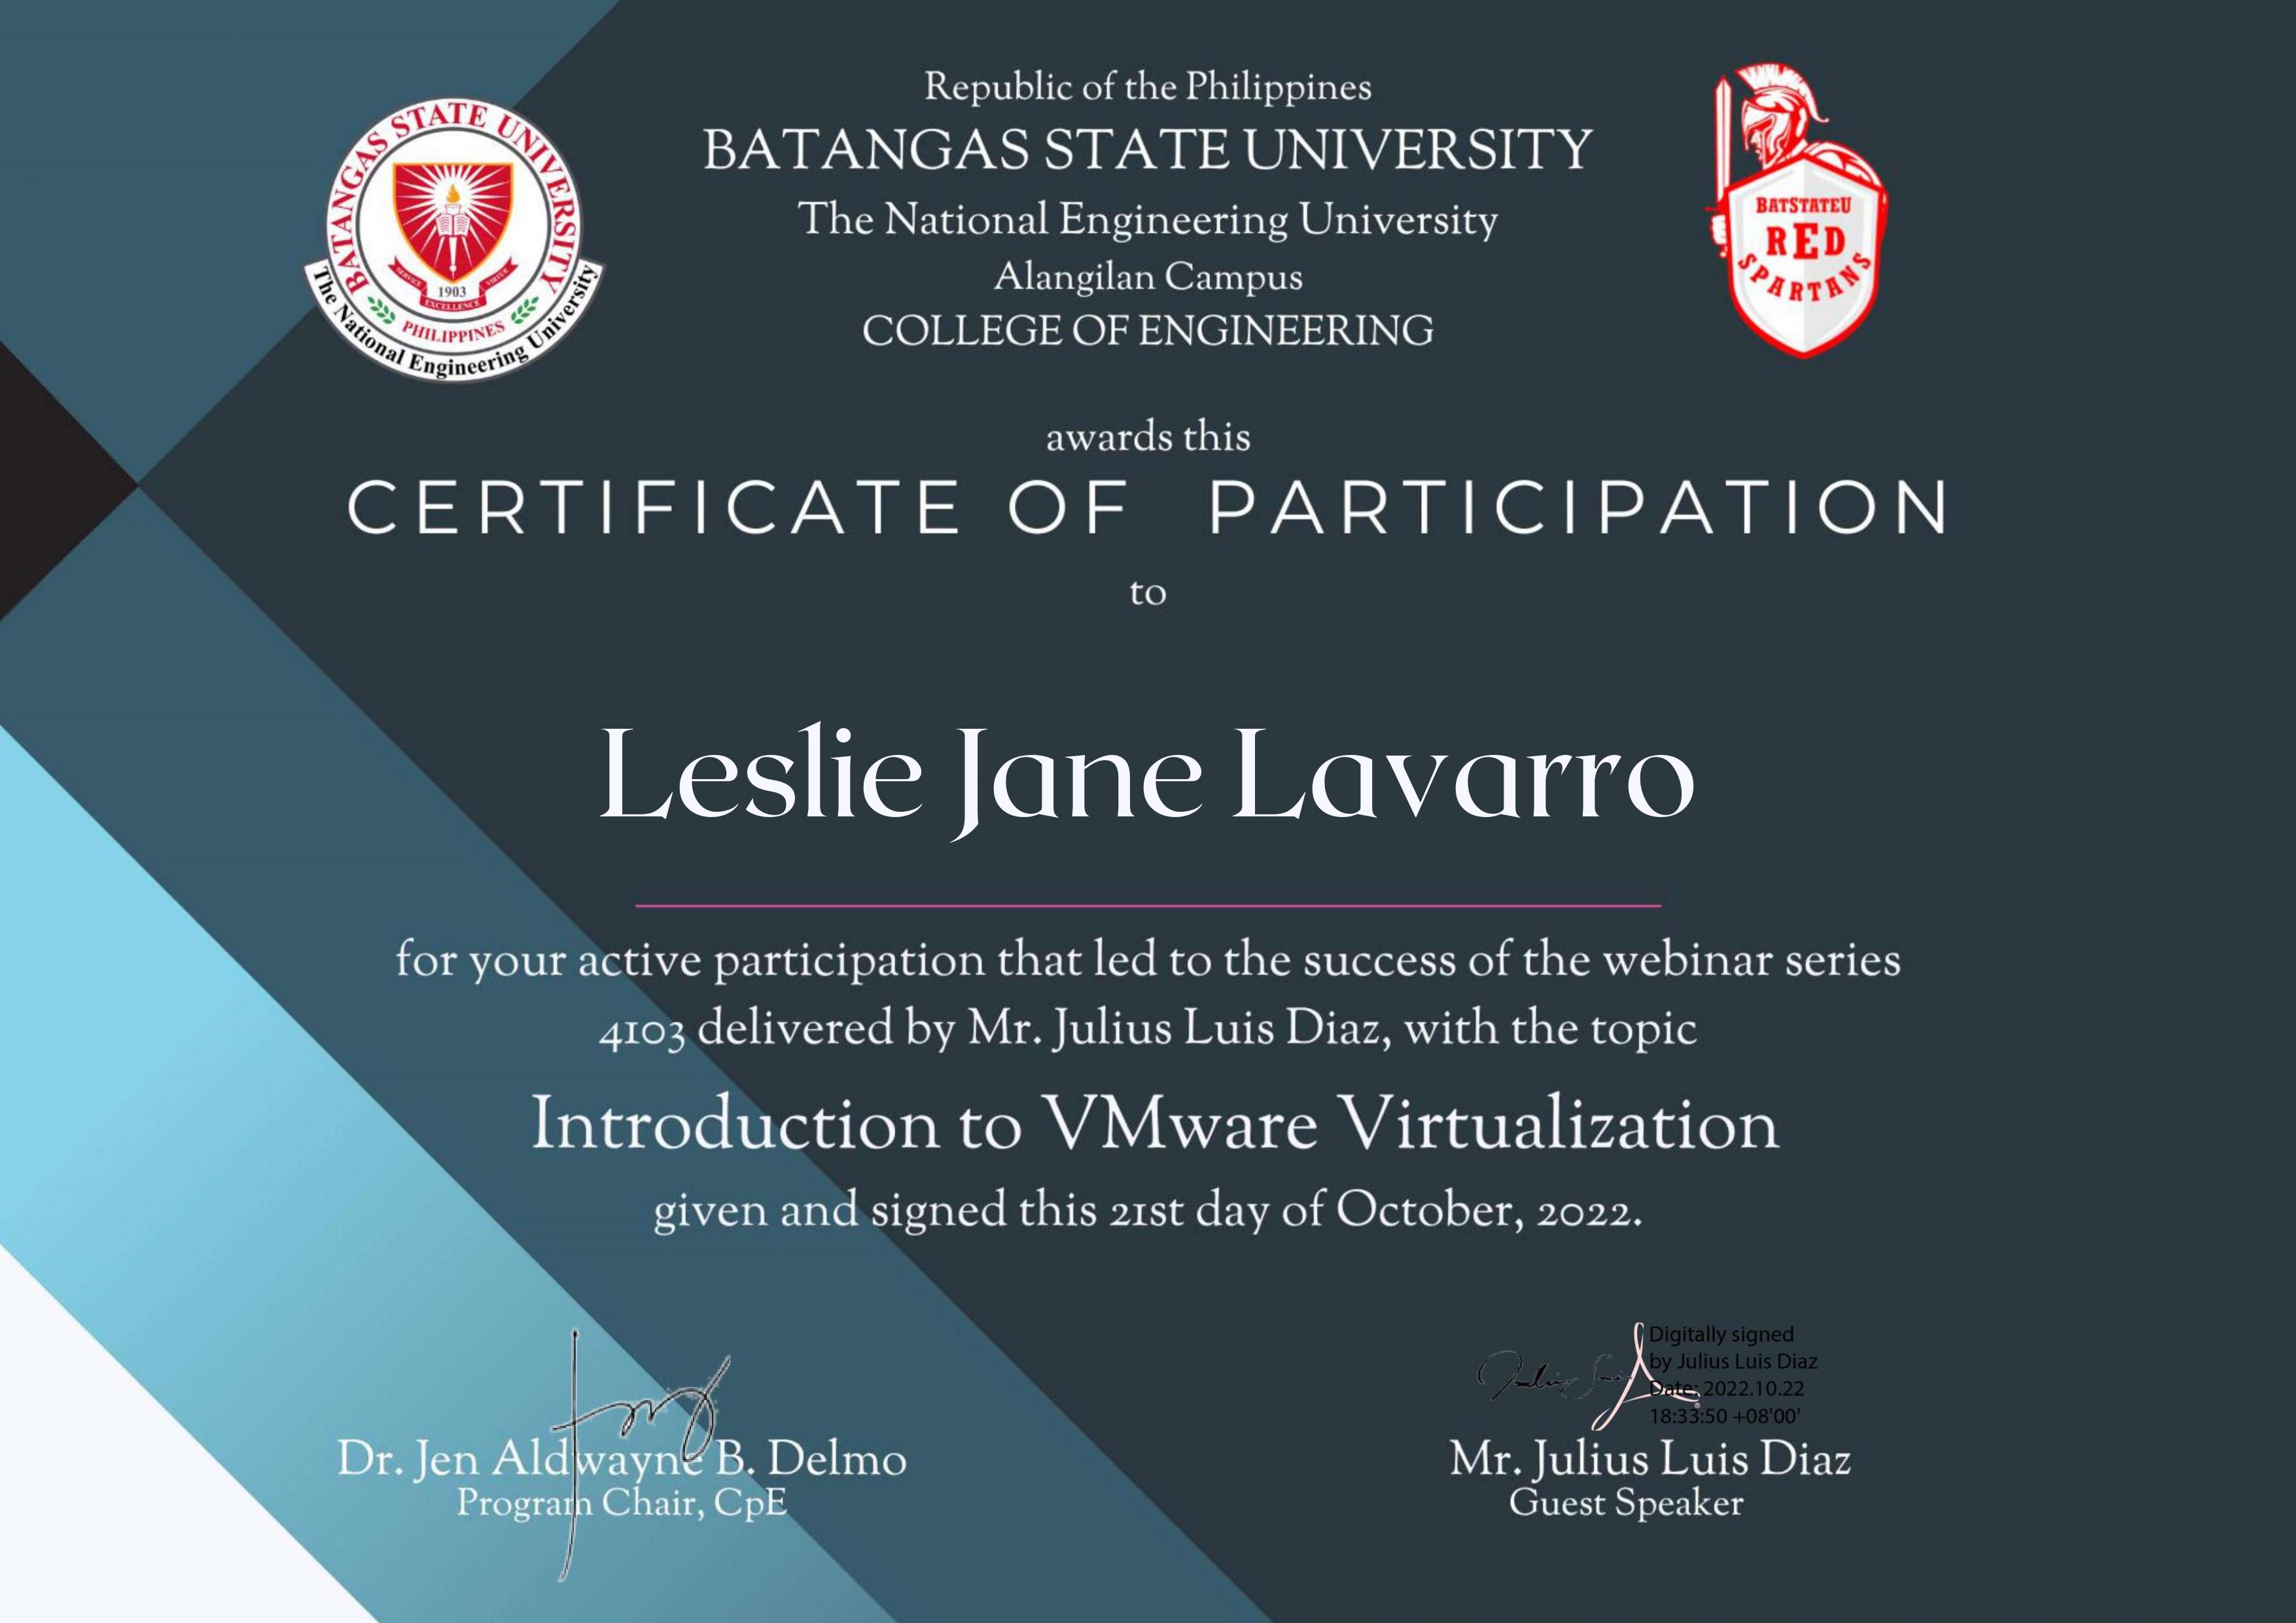 Republic of the Philippines
BATANGAS STATE UNIVERSITY
The National Engineering University
Alangilan Campus
COLLEGE OF ENGINEERING
BATANGAS STATE UNIVERSITY
SERVICE
EXCELLENCE
VIRTUE
1903
PHILIPPINES
The National Engineering University
BATSTATEU
RED
SPARTANS
awards this
CERTIFICATE OF PARTICIPATION
to
Leslie Jane Lavarro
for your active participation that led to the success of the webinar series
4103 delivered by Mr. Julius Luis Diaz, with the topic
Introduction to VMware Virtualization
given and signed this 21st day of October, 2022.
Dr. Jen Aldwayne B. Delmo
Program Chair, CpE
Digitally signed
by Julius Luis Diaz
Date: 2022.10.22
18:33:50 +08'00'
Mr. Julius Luis Diaz
Guest Speaker